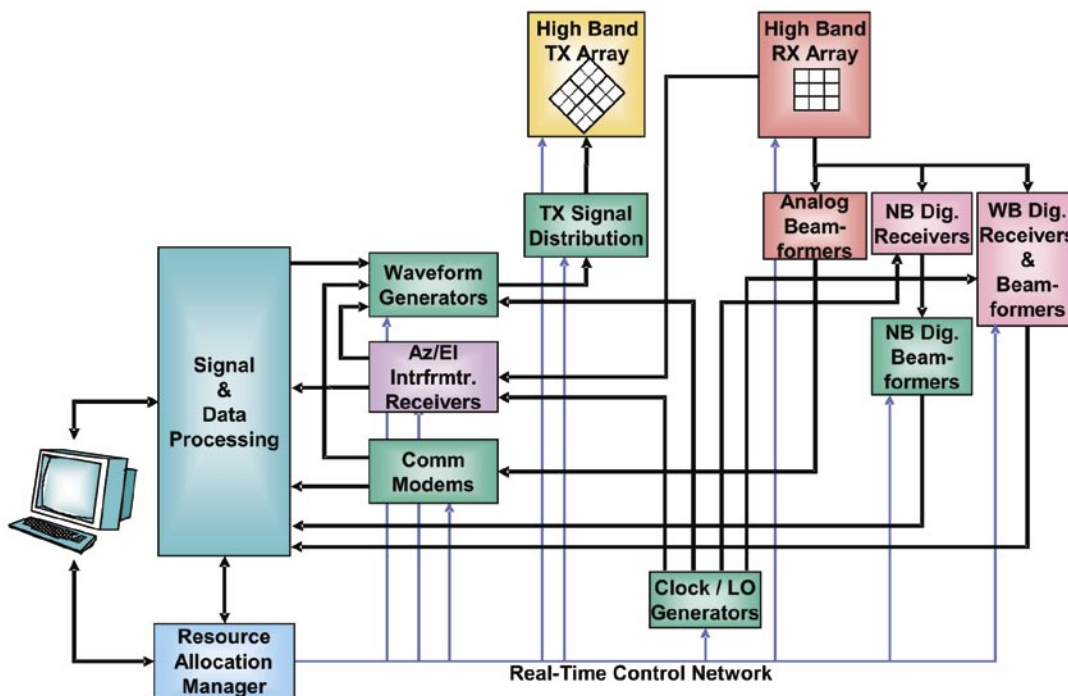 High Band
TX Array
High Band
RX Array
TX Signal
Distribution
Analog
Beam-
formers
NB Dig.
Receivers
WB Dig.
Receivers
&
Beam-
formers
Waveform
Generators
NB Dig.
Beam-
formers
Az/El
Intrfrmtr.
Receivers
Signal
&
Data
Processing
Comm
Modems
Clock / LO
Generators
Resource
Allocation
Manager
Real-Time Control Network